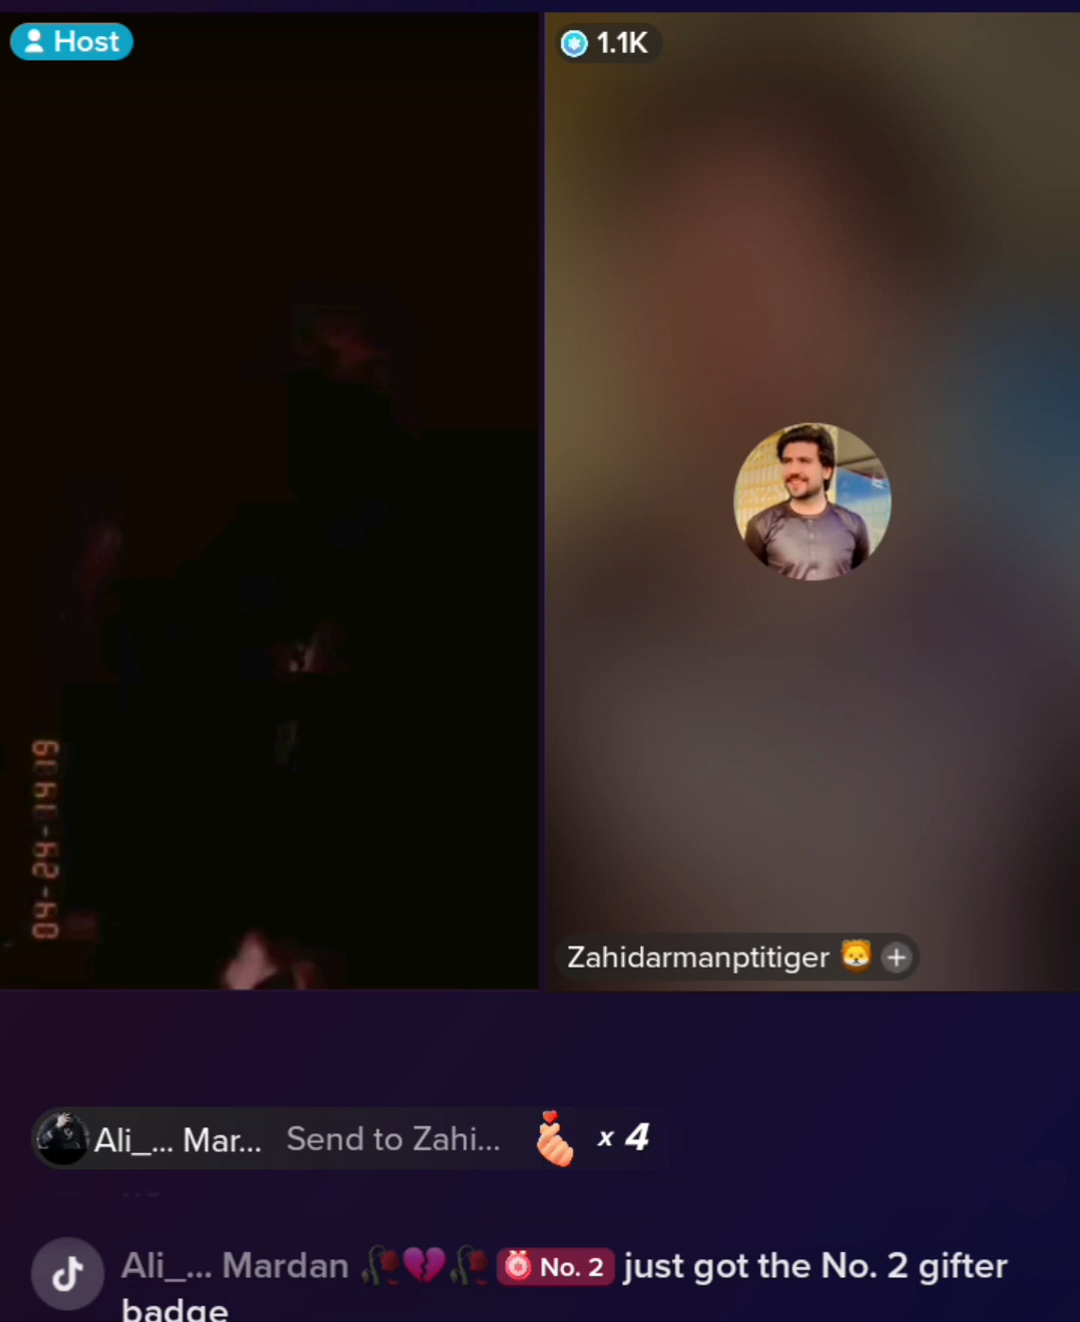 Host
1.1K
Zahidarmanptitiger 🦁 +
Ali_... Mar... Send to Zahi... x 4
Ali_... Mardan 🥀💔🥀 No. 2 just got the No. 2 gifter
badge